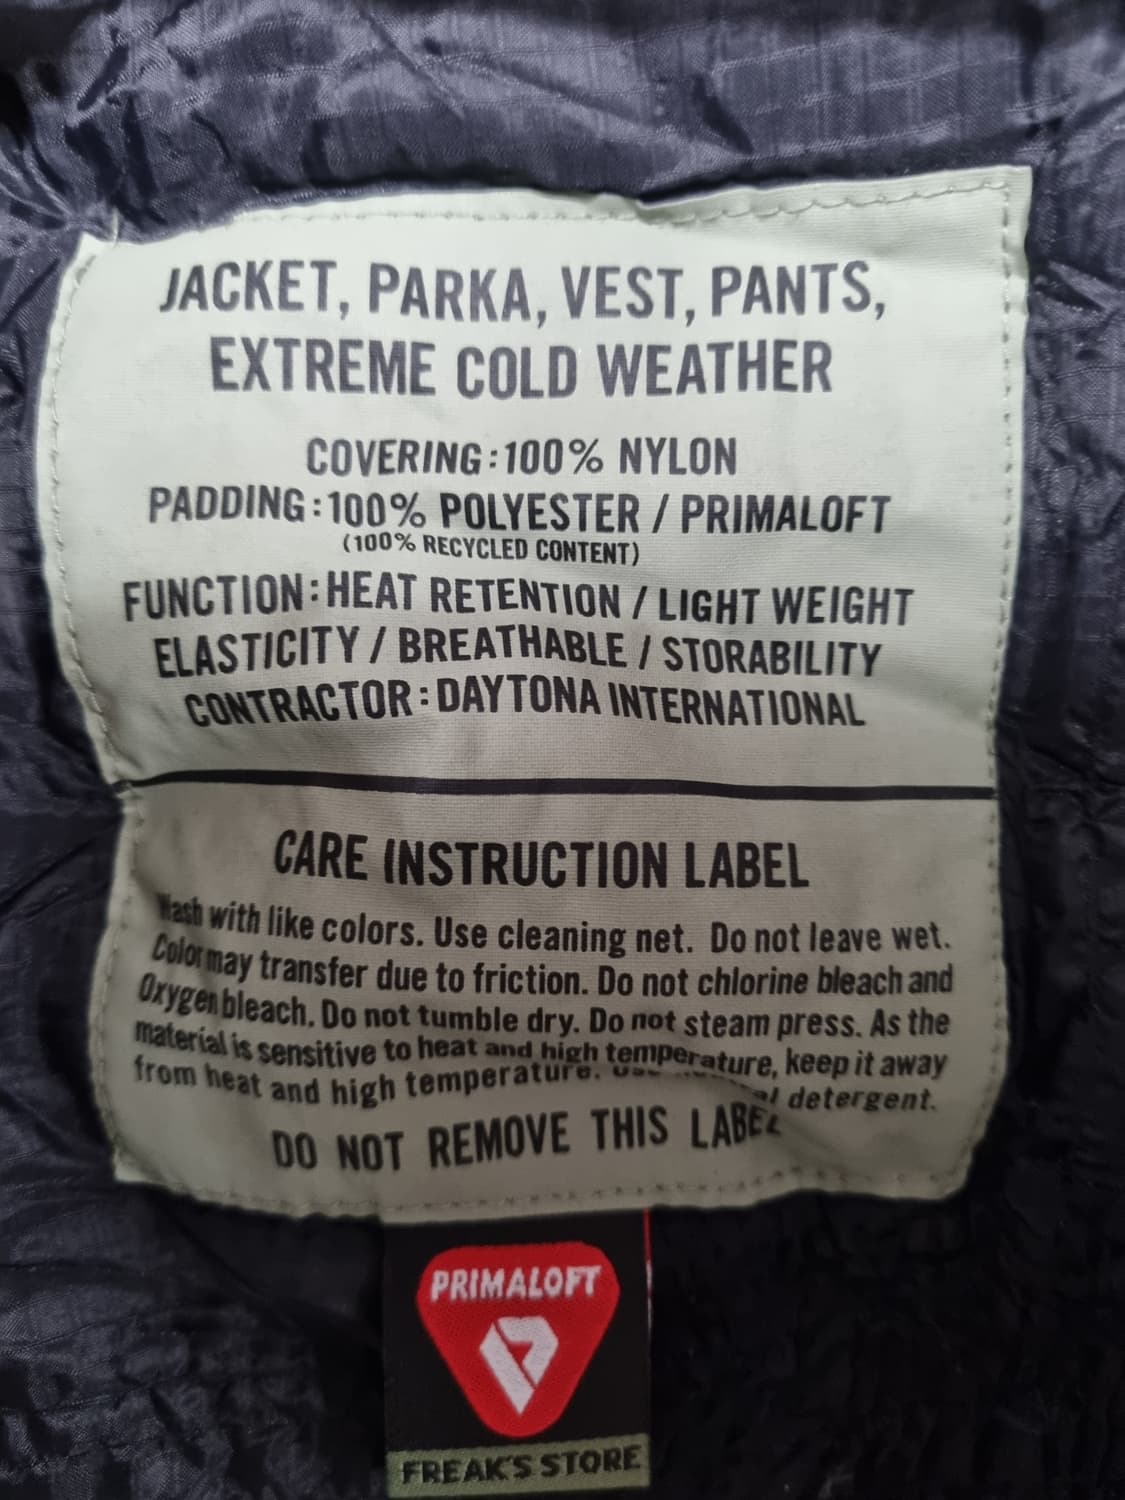 JACKET, PARKA, VEST, PANTS,
EXTREME COLD WEATHER
COVERING:100% NYLON
PADDING:100% POLYESTER / PRIMALOFT
(100% RECYCLED CONTENT)
FUNCTION:HEAT RETENTION / LIGHT WEIGHT
ELASTICITY / BREATHABLE / STORABILITY
CONTRACTOR:DAYTONA INTERNATIONAL
CARE INSTRUCTION LABEL
Wash with like colors. Use cleaning net. Do not leave wet.
Color may transfer due to friction. Do not chlorine bleach and
Oxygen bleach. Do not tumble dry. Do not steam press. As the
material is sensitive to heat and high temperature, keep it away
from heat and high temperature. detergent.
DO NOT REMOVE THIS LABEL
PRIMALOFT
FREAK'S STORE